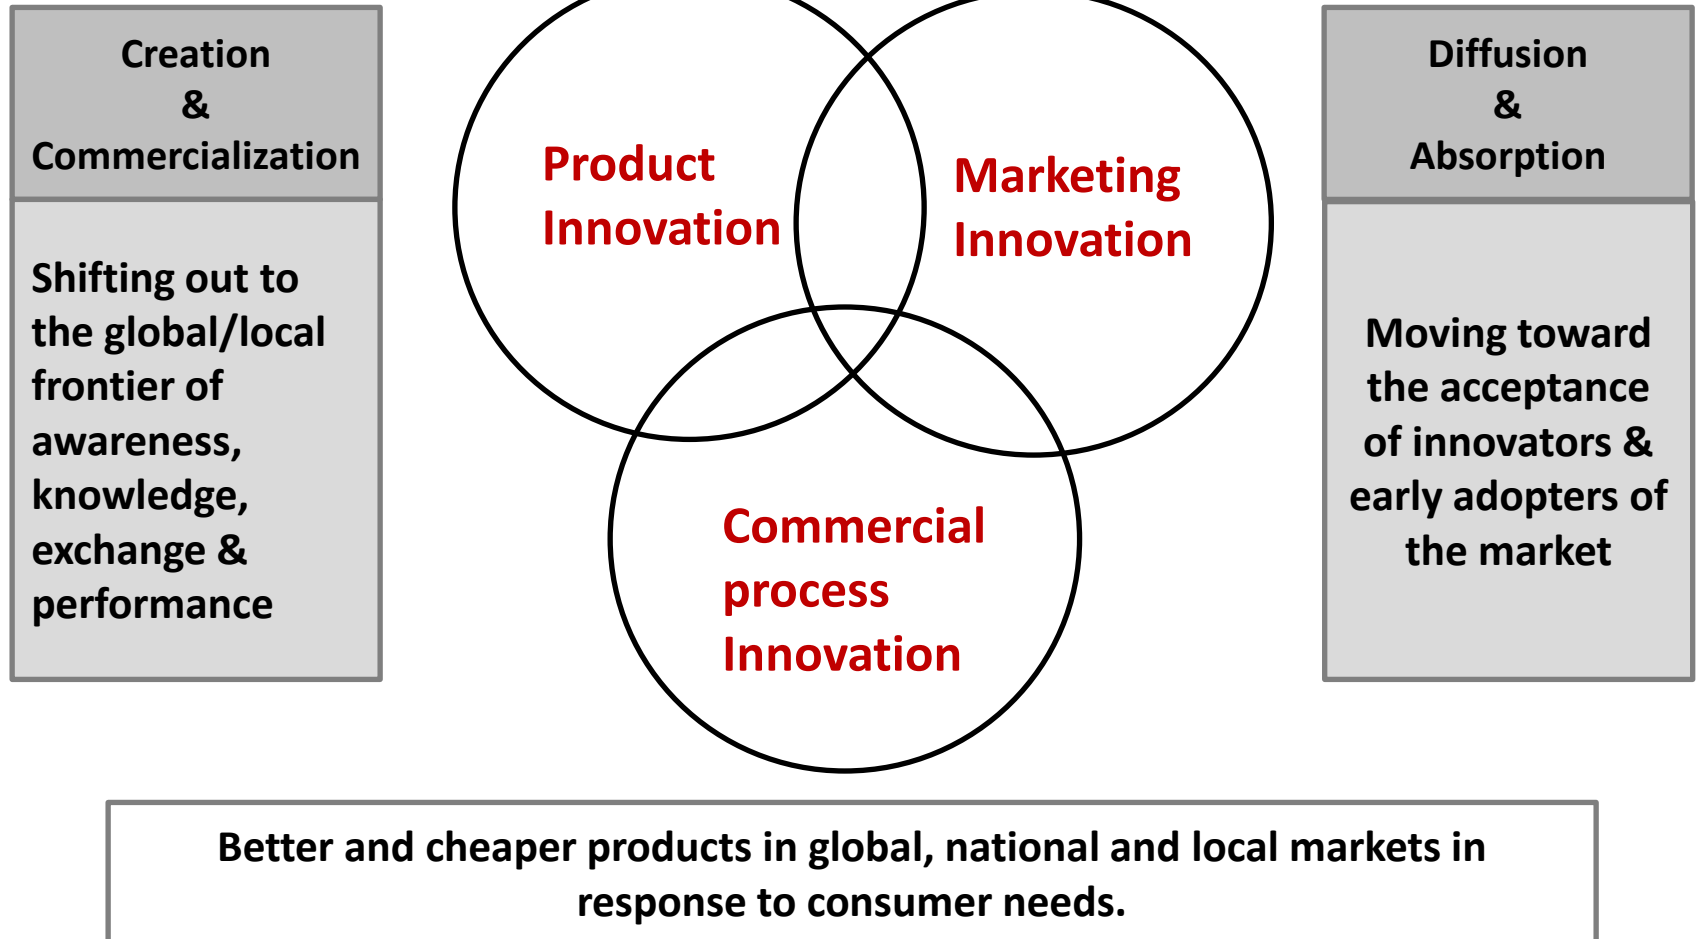 Creation
&
Commercialization
Shifting out to
the global/local
frontier of
awareness,
knowledge,
exchange &
performance
Product
Innovation
Marketing
Innovation
Commercial
process
Innovation
Diffusion
&
Absorption
Moving toward
the acceptance
of innovators &
early adopters of
the market
Better and cheaper products in global, national and local markets in
response to consumer needs.